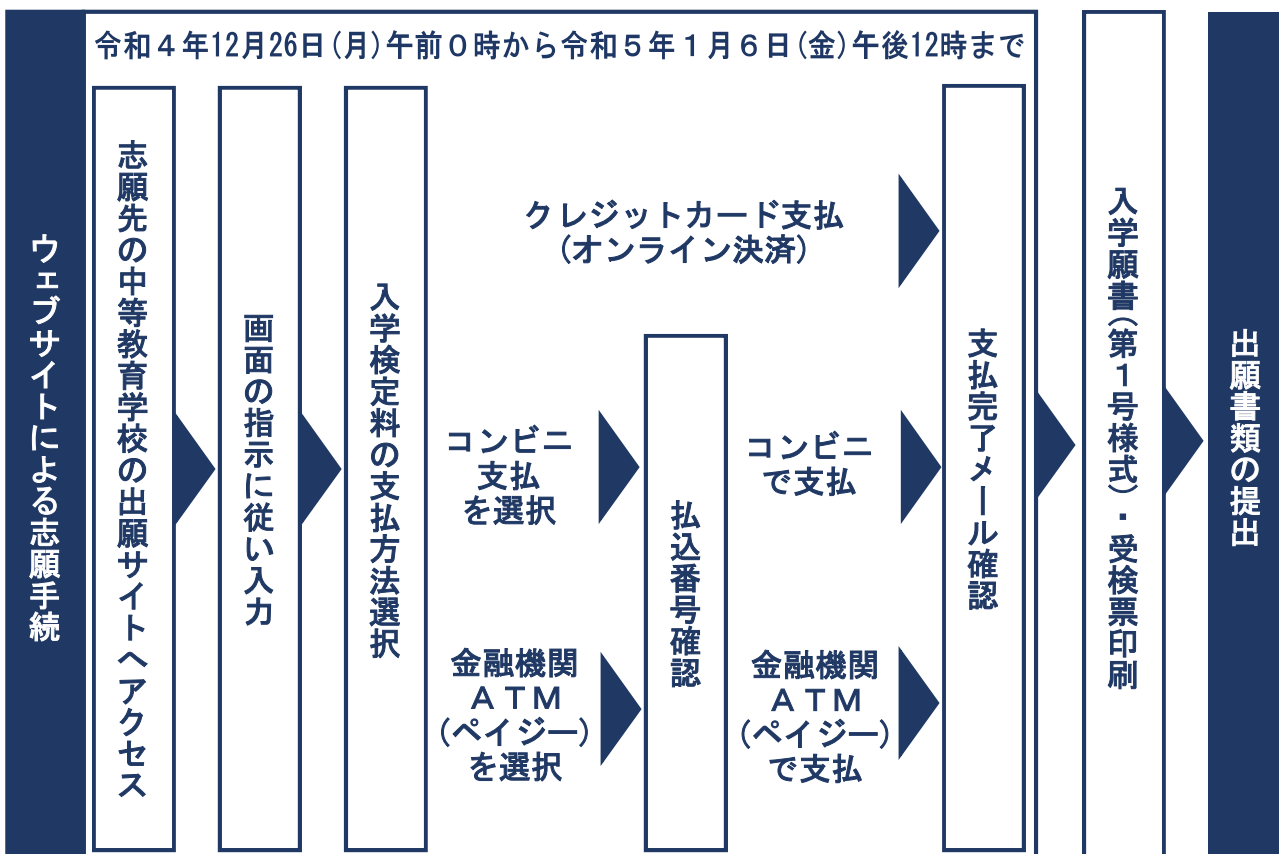 ウェブサイトによる志願手続
令和４年12月26日(月)午前０時から令和５年１月６日(金)午後12時まで
志願先の中等教育学校の出願サイトへアクセス
画面の指示に従い入力
入学検定料の支払方法選択
クレジットカード支払
(オンライン決済)
コンビニ
支払
を選択
金融機関
ＡＴＭ
(ペイジー)
を選択
払込番号確認
コンビニ
で支払
金融機関
ＡＴＭ
(ペイジー)
で支払
支払完了メール確認
入学願書(第１号様式)・受検票印刷
出願書類の提出